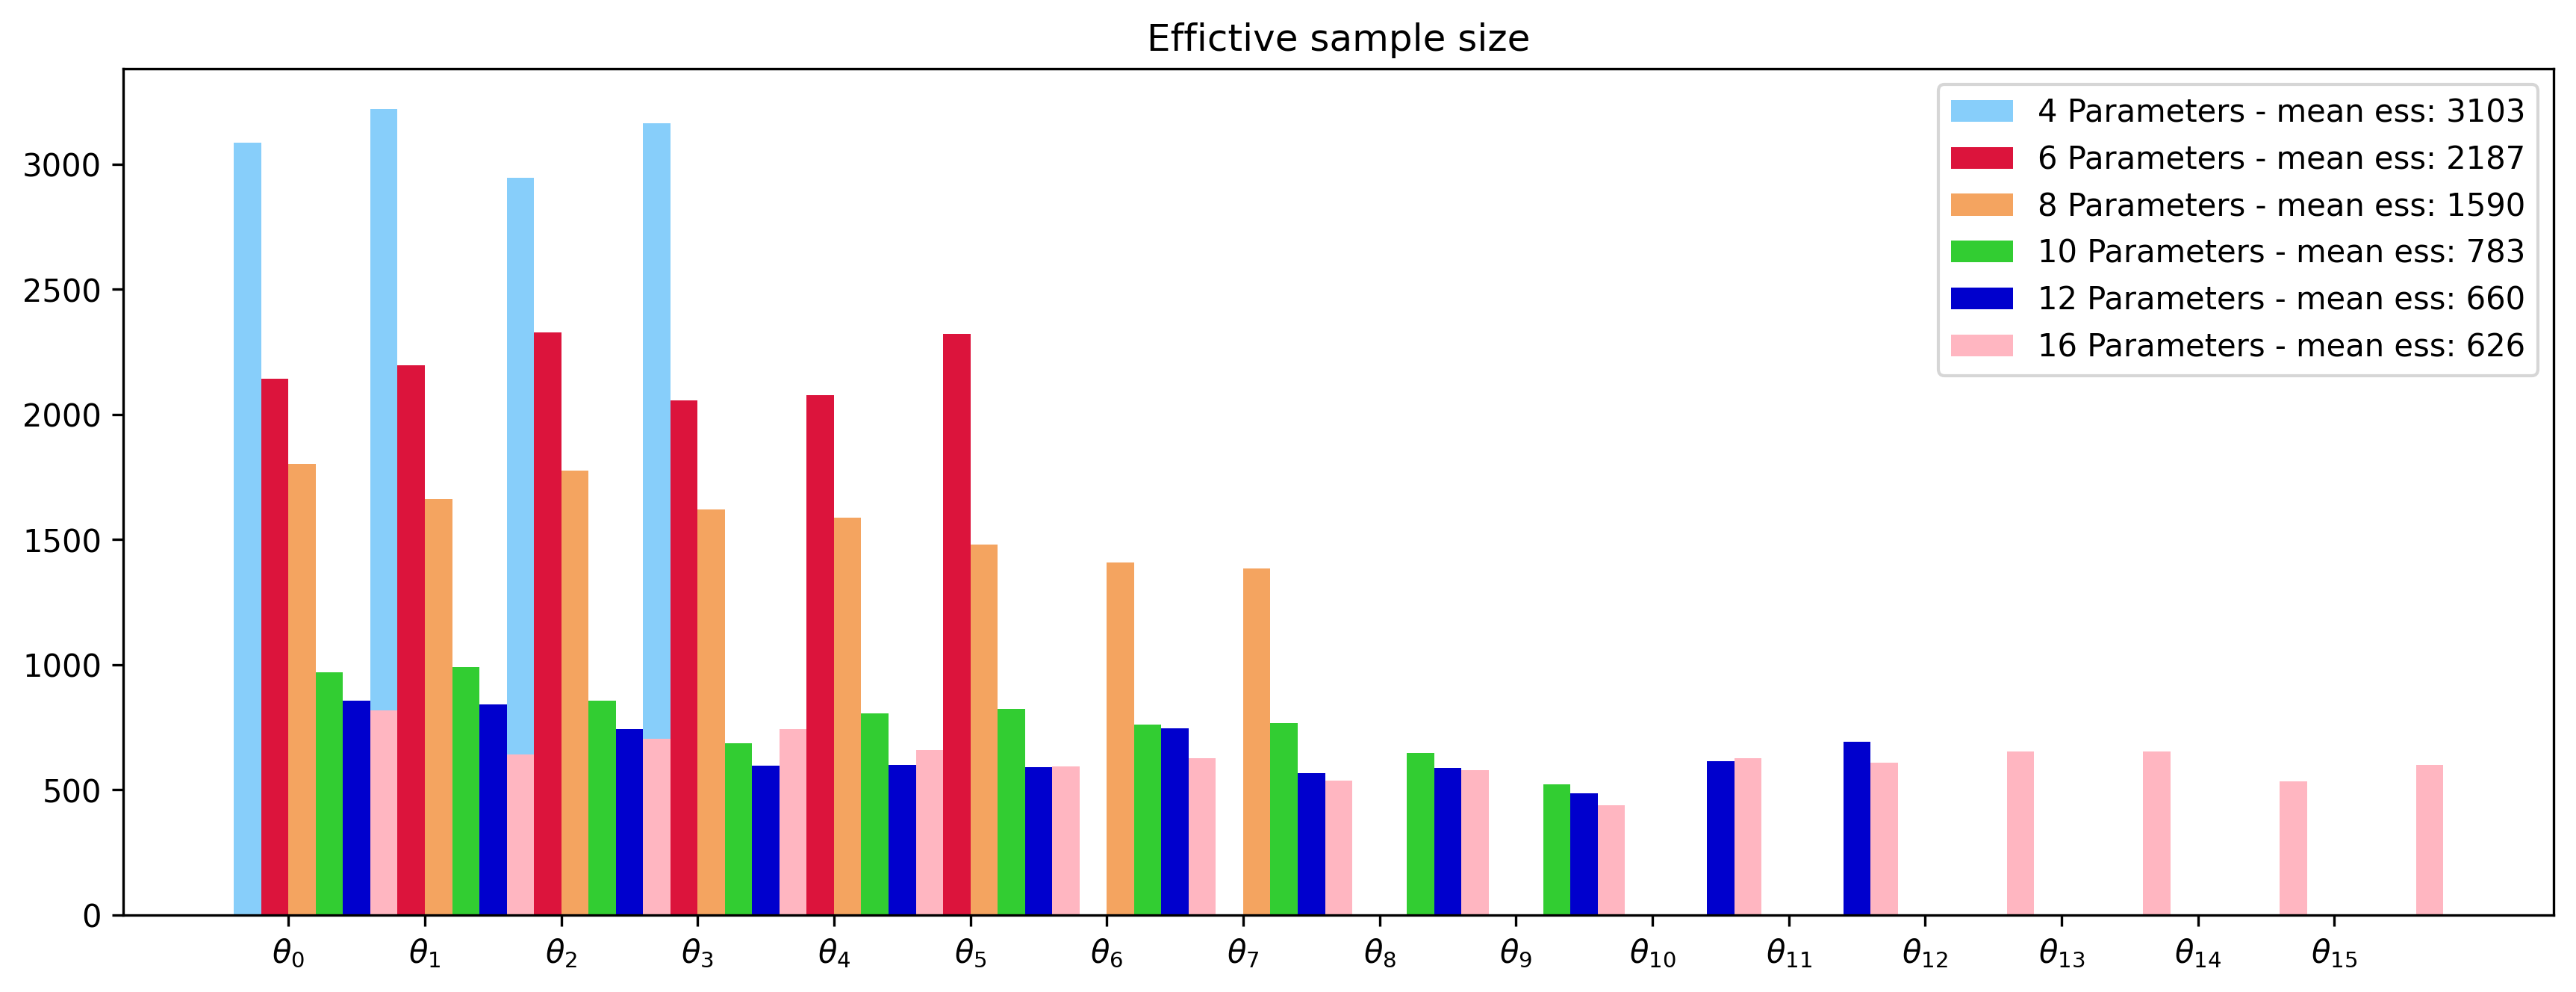 Effictive sample size
4 Parameters - mean ess: 3103
6 Parameters - mean ess: 2187
8 Parameters - mean ess: 1590
10 Parameters - mean ess: 783
12 Parameters - mean ess: 660
16 Parameters - mean ess: 626
3000
2500
2000
1500
1000
500
0
θ₀ θ₁ θ₂ θ₃ θ₄ θ₅ θ₆ θ₇ θ₈ θ₉ θ₁₀ θ₁₁ θ₁₂ θ₁₃ θ₁₄ θ₁₅